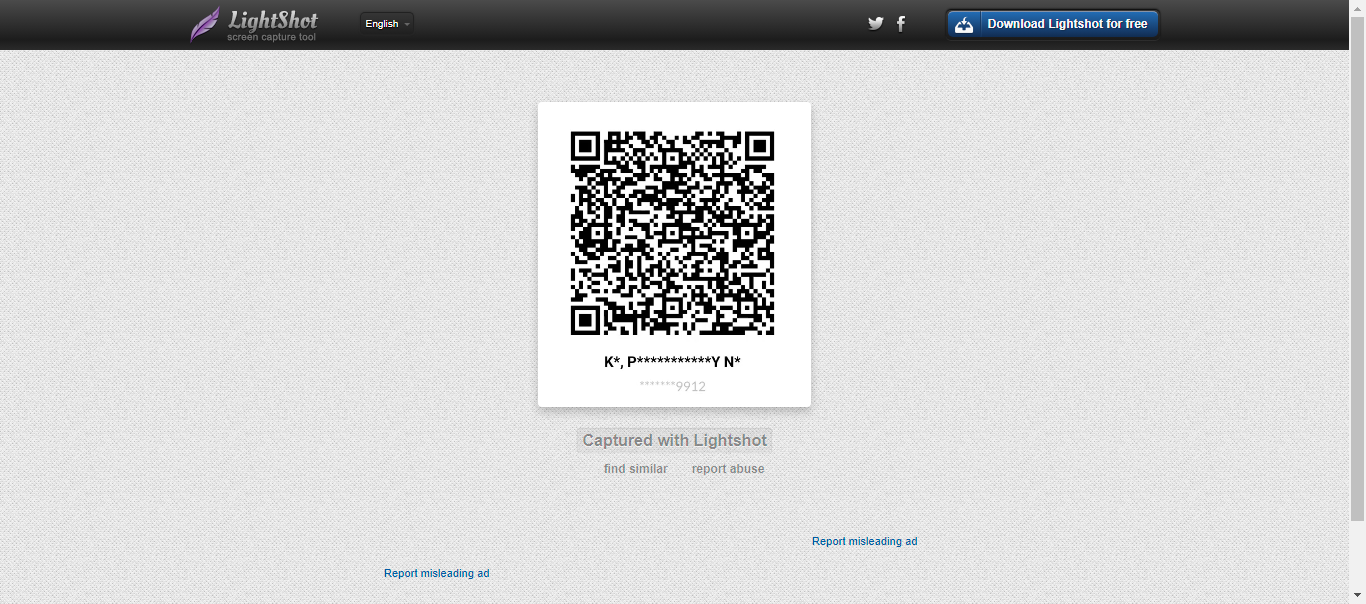 LightShot
screen capture tool
English
Download Lightshot for free
K*, P***********Y N*
*******9912
Captured with Lightshot
find similar
report abuse
Report misleading ad
Report misleading ad